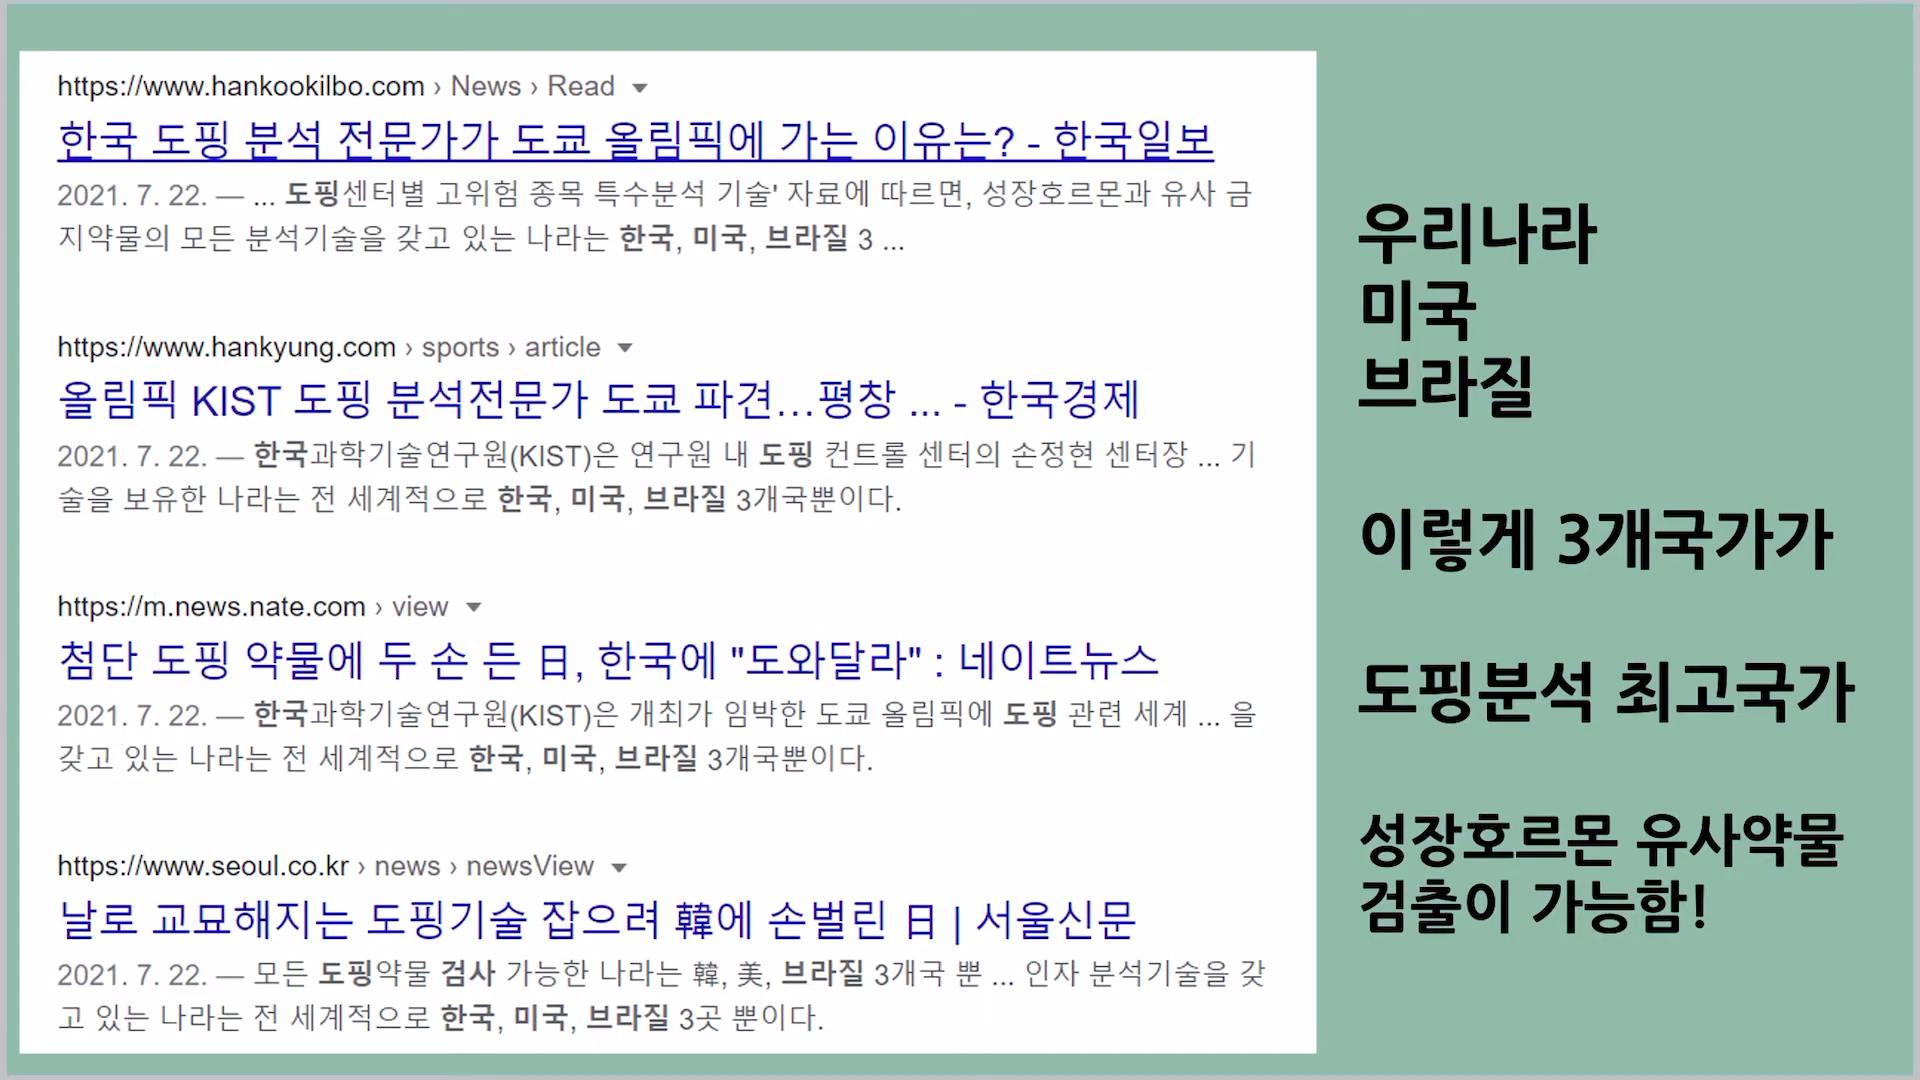 https://www.hankookilbo.com › News › Read
한국 도핑 분석 전문가가 도쿄 올림픽에 가는 이유는? - 한국일보
2021. 7. 22. — ... 도핑센터별 고위험 종목 특수분석 기술' 자료에 따르면, 성장호르몬과 유사 금
지약물의 모든 분석기술을 갖고 있는 나라는 한국, 미국, 브라질 3 ...
https://www.hankyung.com › sports › article
올림픽 KIST 도핑 분석전문가 도쿄 파견…평창 ... - 한국경제
2021. 7. 22. — 한국과학기술연구원(KIST)은 연구원 내 도핑 컨트롤 센터의 손정현 센터장 ... 기
술을 보유한 나라는 전 세계적으로 한국, 미국, 브라질 3개국뿐이다.
https://m.news.nate.com › view
첨단 도핑 약물에 두 손 든 日, 한국에 "도와달라" : 네이트뉴스
2021. 7. 22. — 한국과학기술연구원(KIST)은 개최가 임박한 도쿄 올림픽에 도핑 관련 세계 ... 을
갖고 있는 나라는 전 세계적으로 한국, 미국, 브라질 3개국뿐이다.
https://www.seoul.co.kr › news › newsView
날로 교묘해지는 도핑기술 잡으려 韓에 손벌린 日 | 서울신문
2021. 7. 22. — 모든 도핑약물 검사 가능한 나라는 韓, 美, 브라질 3개국 뿐 ... 인자 분석기술을 갖
고 있는 나라는 전 세계적으로 한국, 미국, 브라질 3곳 뿐이다.
우리나라
미국
브라질
이렇게 3개국가가
도핑분석 최고국가
성장호르몬 유사약물
검출이 가능함!